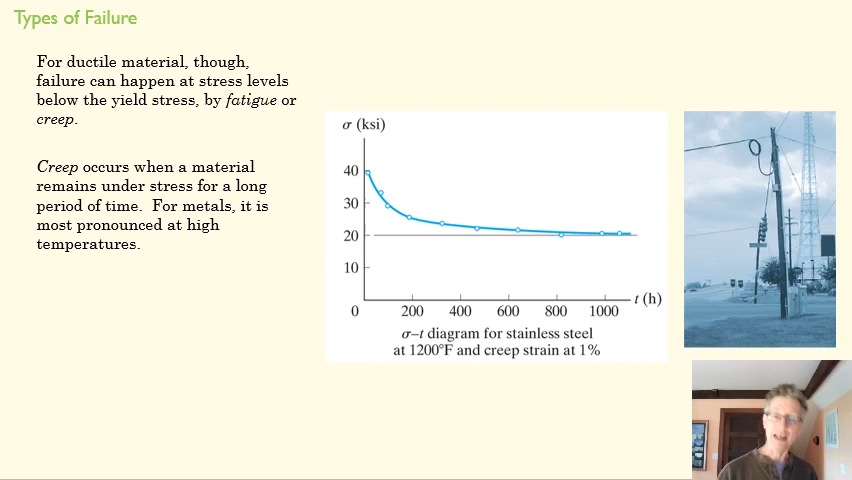 Types of Failure
For ductile material, though,
failure can happen at stress levels
below the yield stress, by fatigue or
creep.
Creep occurs when a material
remains under stress for a long
period of time.  For metals, it is
most pronounced at high
temperatures.
σ (ksi)
40
30
20
10
0
200 400 600 800 1000
t (h)
σ–t diagram for stainless steel
at 1200°F and creep strain at 1%